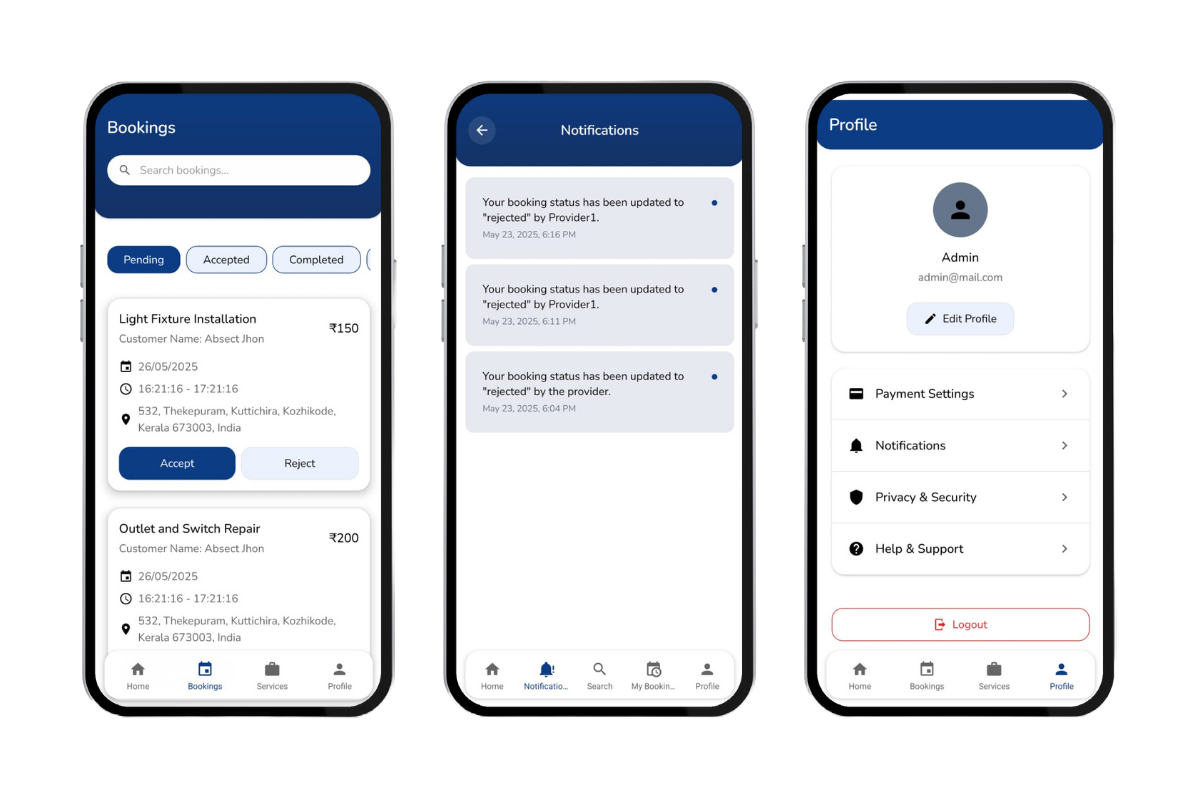 Bookings
Search bookings...
Pending
Accepted
Completed
Light Fixture Installation
₹150
Customer Name: Absect Jhon
26/05/2025
16:21:16 - 17:21:16
532, Thekepuram, Kuttichira, Kozhikode,
Kerala 673003, India
Accept
Reject
Outlet and Switch Repair
₹200
Customer Name: Absect Jhon
26/05/2025
16:21:16 - 17:21:16
532, Thekepuram, Kuttichira, Kozhikode,
Kerala 673003, India
Home
Bookings
Services
Profile
Notifications
Your booking status has been updated to
"rejected" by Provider1.
May 23, 2025, 6:16 PM
Your booking status has been updated to
"rejected" by Provider1.
May 23, 2025, 6:11 PM
Your booking status has been updated to
"rejected" by the provider.
May 23, 2025, 6:04 PM
Home
Notificatio...
Search
My Bookin...
Profile
Profile
Admin
admin@mail.com
Edit Profile
Payment Settings
Notifications
Privacy & Security
Help & Support
Logout
Home
Bookings
Services
Profile